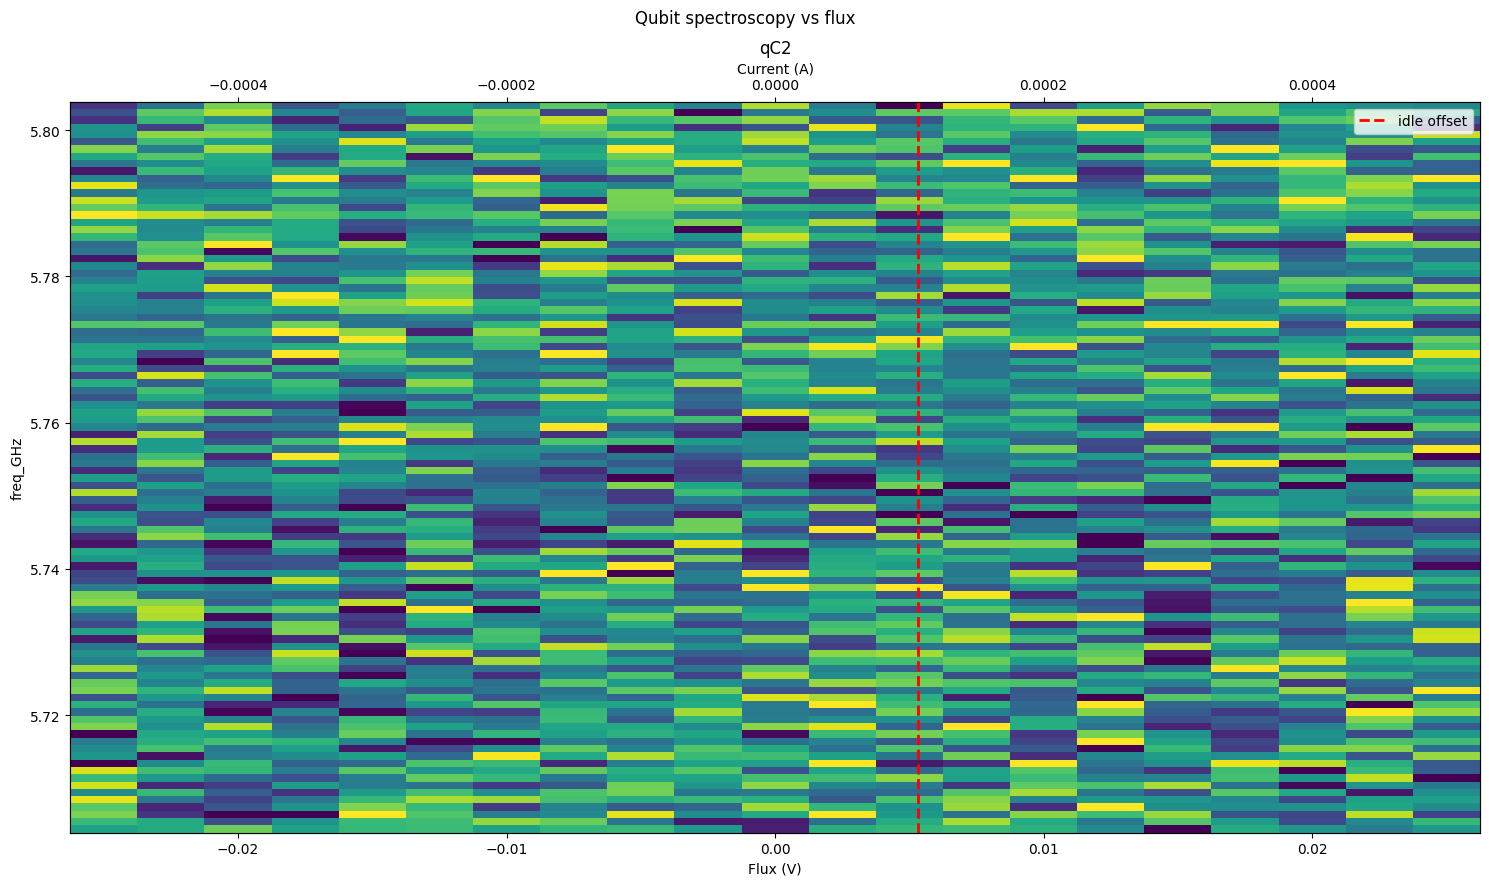 Qubit spectroscopy vs flux
qC2
Current (A)
−0.0004 −0.0002 0.0000 0.0002 0.0004
idle offset
5.80
5.78
5.76
5.74
5.72
freq_GHz
−0.02 −0.01 0.00 0.01 0.02
Flux (V)